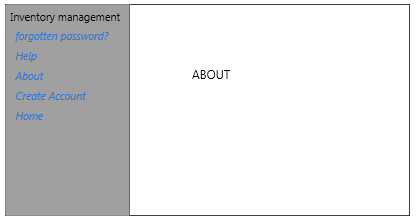 Inventory management
forgotten password?
Help
About
Create Account
Home
ABOUT